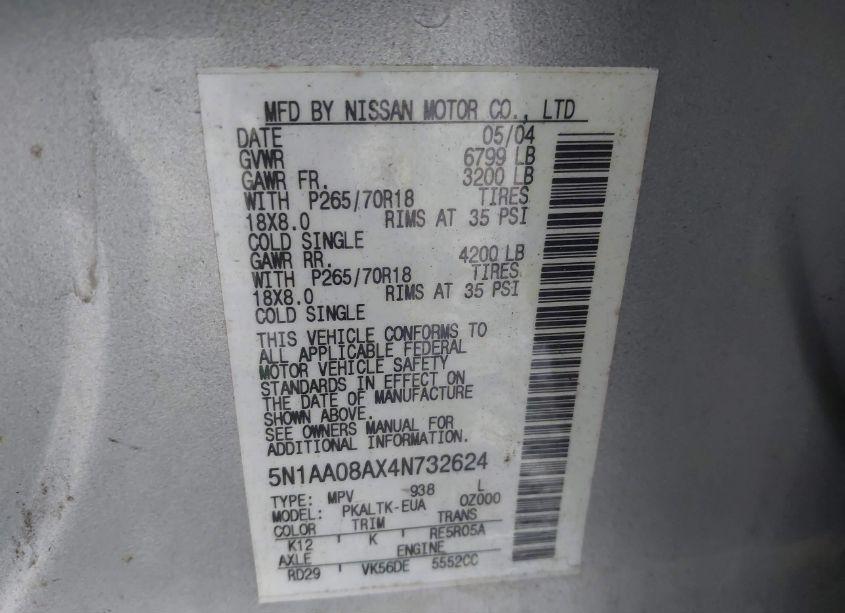 MFD BY NISSAN MOTOR CO., LTD
DATE 05/04
GVWR 6799 LB
GAWR FR. 3200 LB
WITH P265/70R18 TIRES
18X8.0 RIMS AT 35 PSI
COLD SINGLE
GAWR RR. 4200 LB
WITH P265/70R18 TIRES
18X8.0 RIMS AT 35 PSI
COLD SINGLE
THIS VEHICLE CONFORMS TO
ALL APPLICABLE FEDERAL
MOTOR VEHICLE SAFETY
STANDARDS IN EFFECT ON
THE DATE OF MANUFACTURE
SHOWN ABOVE.
SEE OWNERS MANUAL FOR
ADDITIONAL INFORMATION.
5N1AA08AX4N732624
TYPE: MPV 938 L
MODEL: PKALTK-EUA 0Z000
COLOR TRIM TRANS
K12 K RE5R05A
AXLE ENGINE
RD29 VK56DE 5552CC